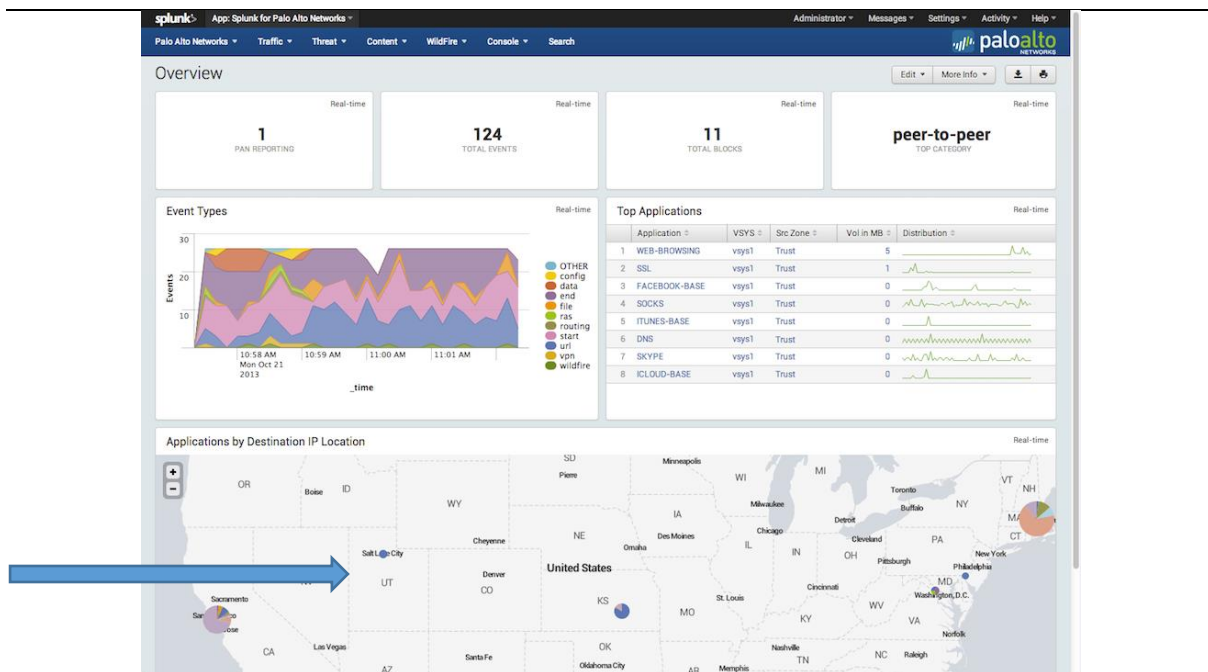 splunk> App: Splunk for Palo Alto Networks Administrator Messages Settings Activity Help
Palo Alto Networks Traffic Threat Content WildFire Console Search paloalto
NETWORKS
Overview Edit More Info
Real-time Real-time Real-time Real-time
1 124 11 peer-to-peer
PAN REPORTING TOTAL EVENTS TOTAL BLOCKS TOP CATEGORY
Event Types Real-time
30
20
10
Events
OTHER
config
data
end
file
ras
routing
start
url
vpn
wildfire
10:58 AM 10:59 AM 11:00 AM 11:01 AM
Mon Oct 21
2013
_time
Top Applications Real-time
Application VSYS Src Zone Vol in MB Distribution
1 WEB-BROWSING vsys1 Trust 5
2 SSL vsys1 Trust 1
3 FACEBOOK-BASE vsys1 Trust 0
4 SOCKS vsys1 Trust 0
5 ITUNES-BASE vsys1 Trust 0
6 DNS vsys1 Trust 0
7 SKYPE vsys1 Trust 0
8 ICLOUD-BASE vsys1 Trust 0
Applications by Destination IP Location Real-time
+
-
SD Minneapolis
Pierre WI MI VT
OR Boise ID Toronto NH
WY Milwaukee Buffalo NY
IA Detroit MA
Cheyenne NE Des Moines Chicago Cleveland PA CT
Omaha IL IN OH New York
Salt Lake City Pittsburgh
United States Philadelphia
UT Denver MD
CO Cincinnati Washington, D.C.
Sacramento KS St. Louis WV
MO KY VA
Norfolk
CA Las Vegas OK Nashville
Santa Fe TN NC Raleigh
AZ Oklahoma City AR Memphis